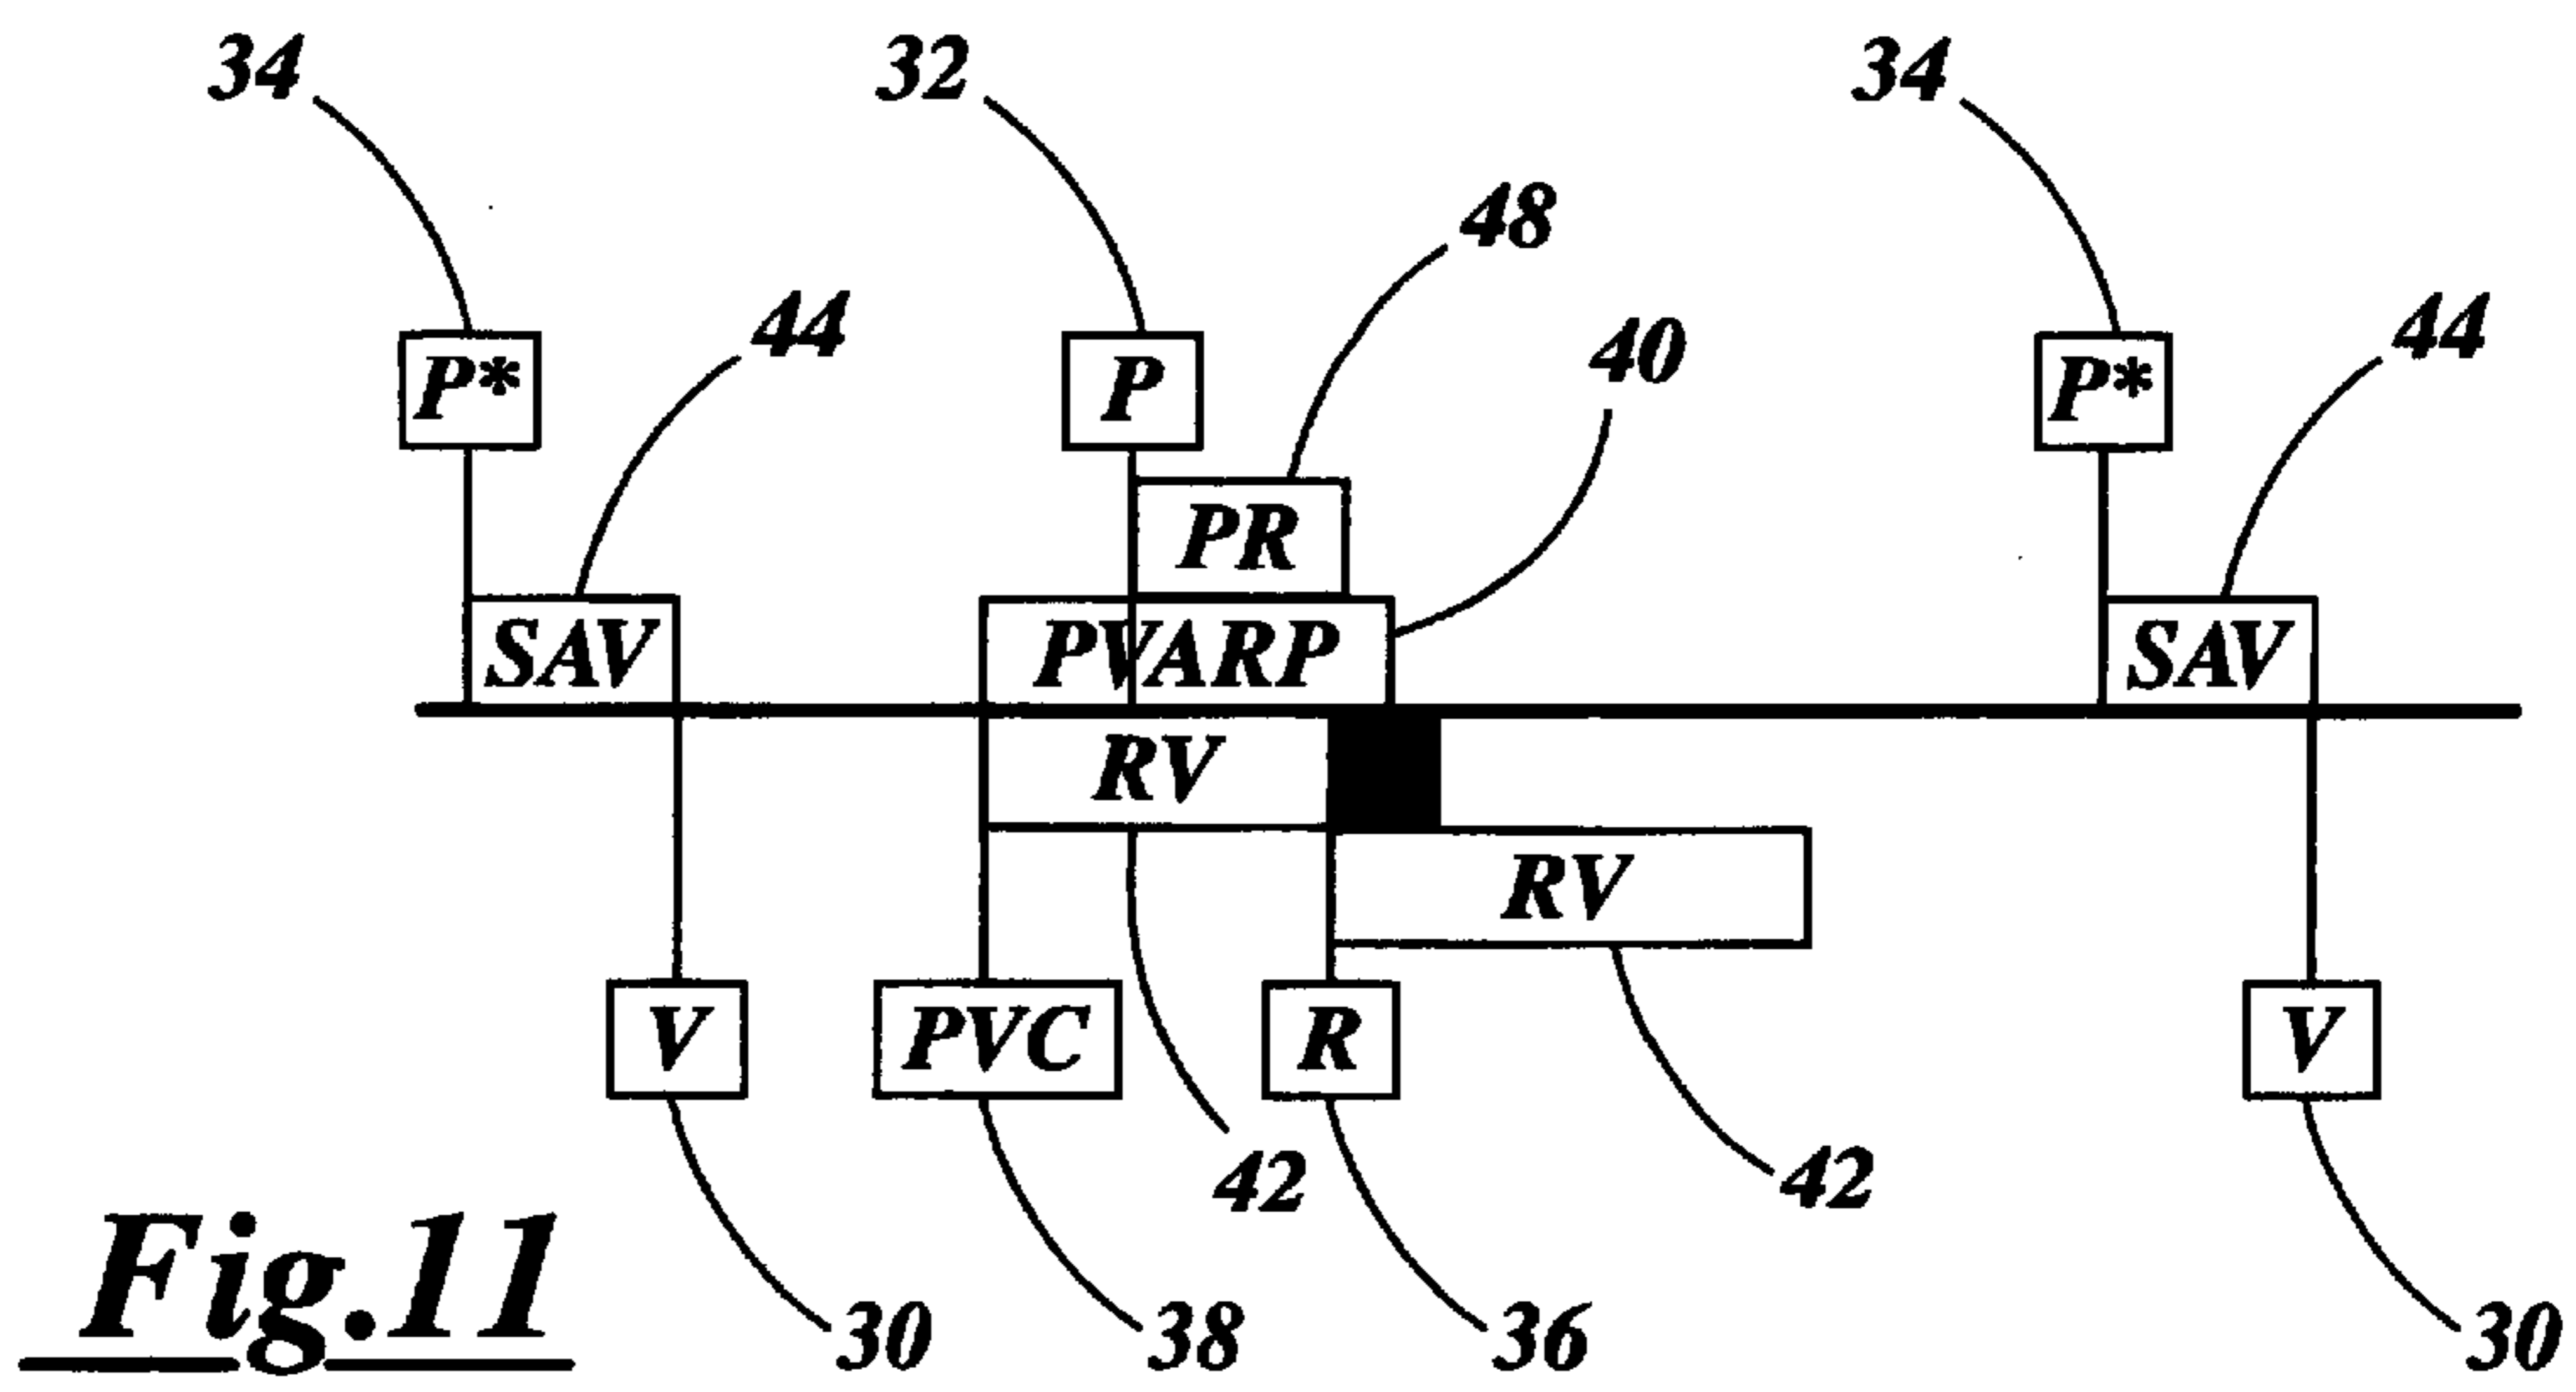 34 32 34
48
44 40 44
P* P P*
PR
SAV PVARP SAV
RV
RV
V PVC R V
42 42
Fig.11
30 38 36 30